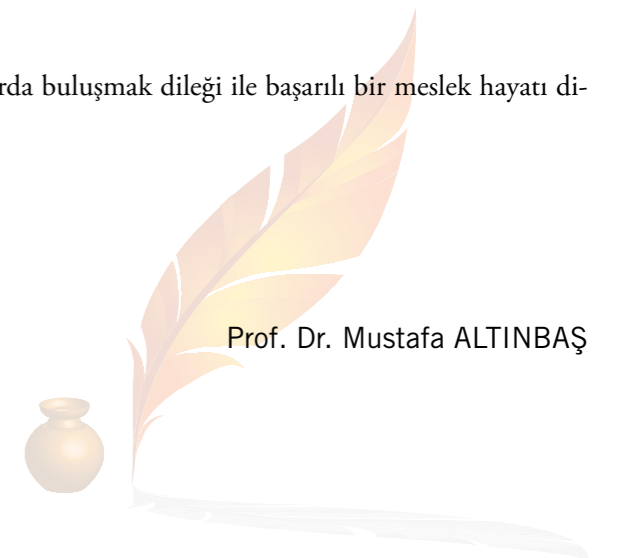 rda buluşmak dileği ile başarılı bir meslek hayatı di-
Prof. Dr. Mustafa ALTINBAŞ